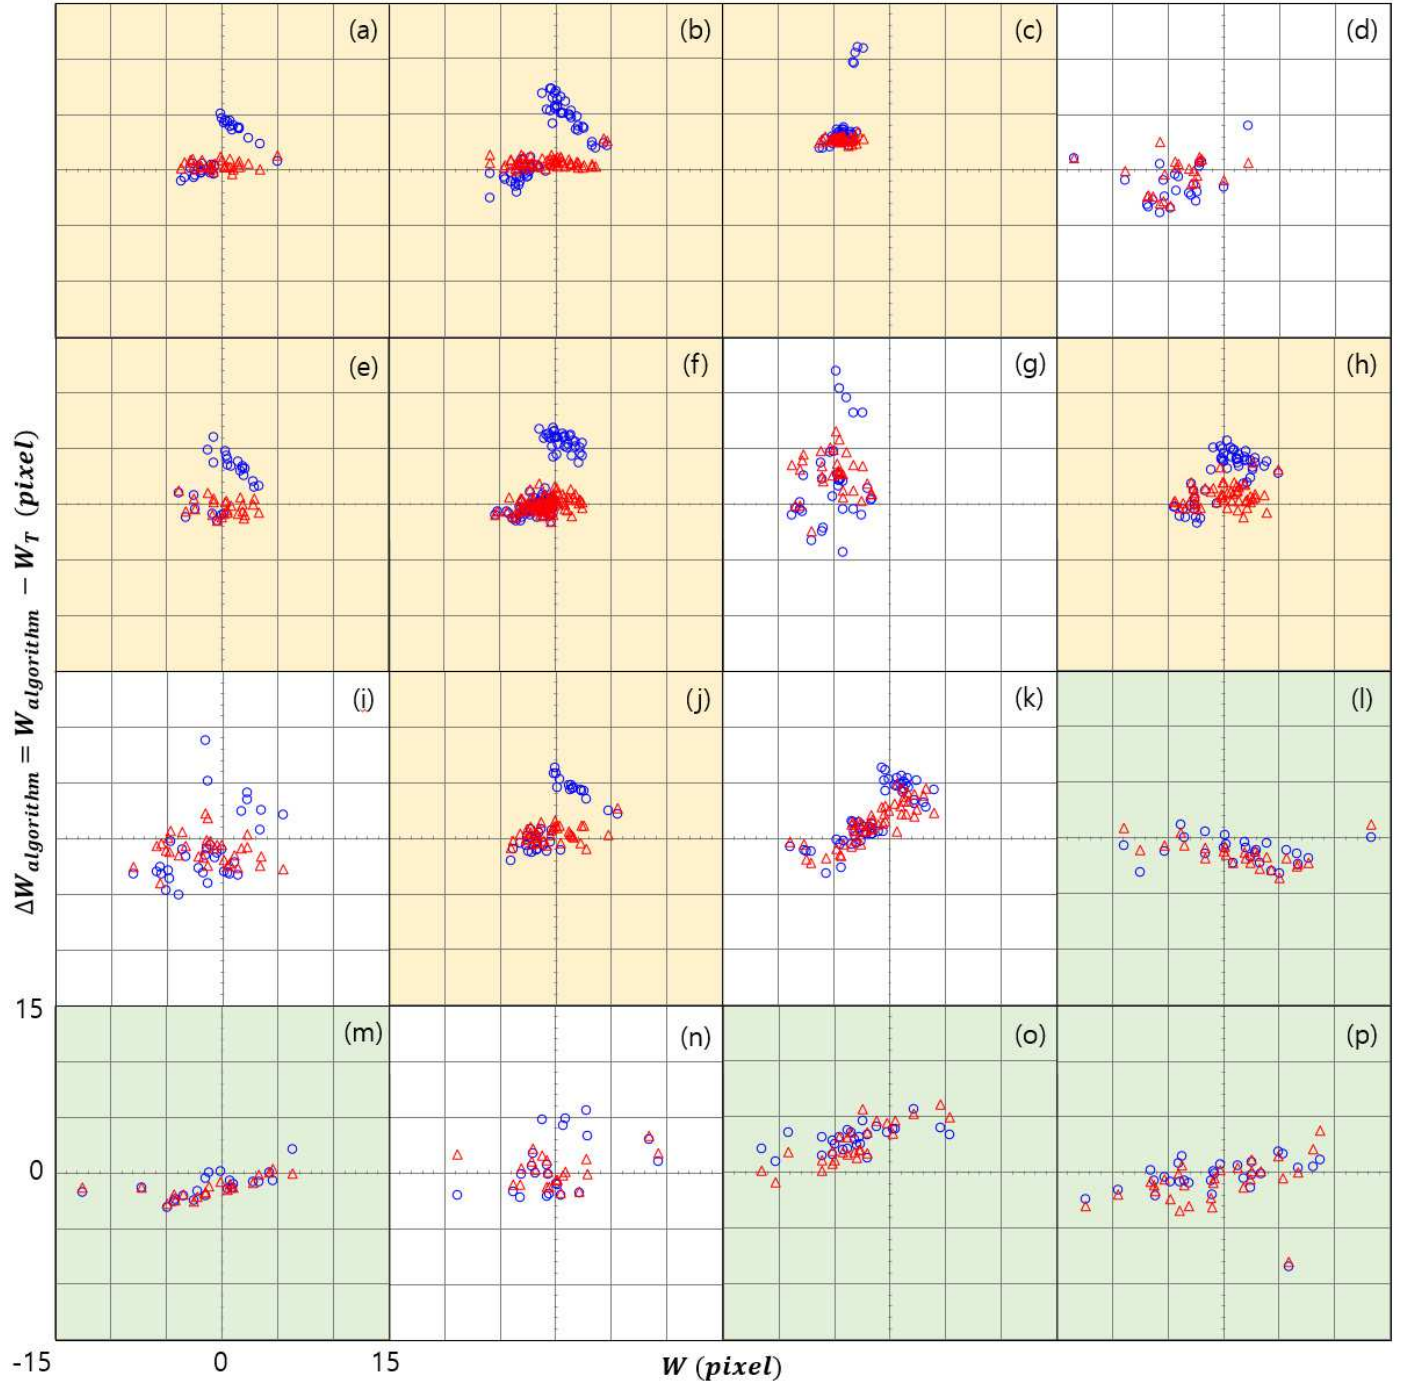 (a)
(b)
(c)
(d)
(e)
(f)
(g)
(h)
(i)
(j)
(k)
(l)
(m)
(n)
(o)
(p)
ΔW_algorithm = W_algorithm − W_T (pixel)
15
0
-15
0
15
W (pixel)